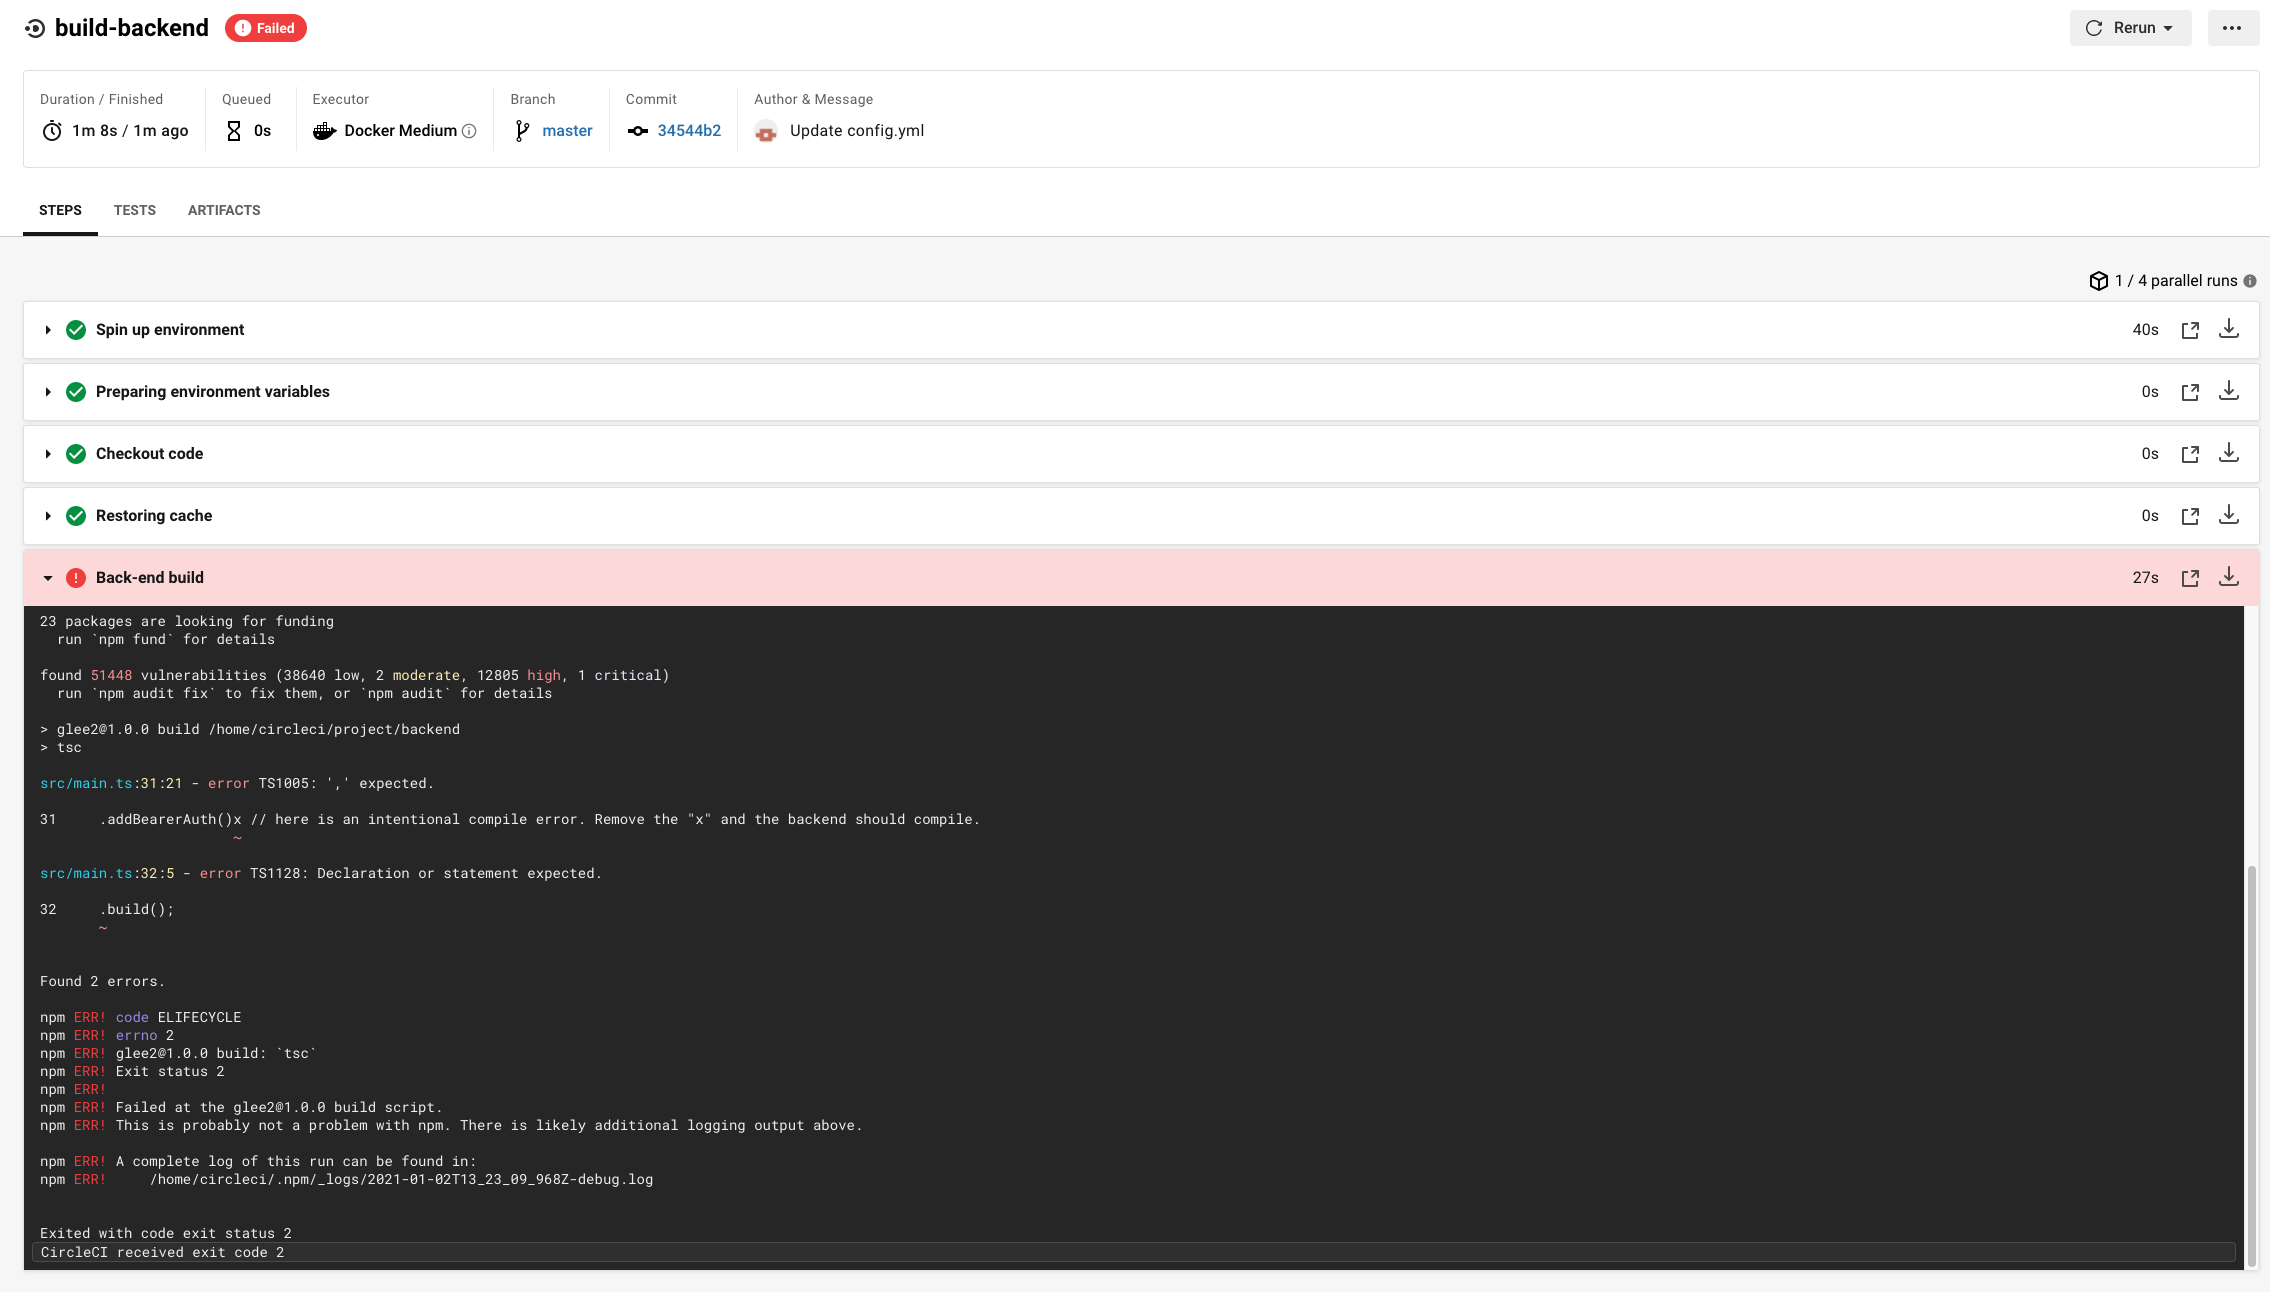 build-backend Failed Rerun
Duration / Finished Queued Executor Branch Commit Author & Message
1m 8s / 1m ago 0s Docker Medium master 34544b2 Update config.yml
STEPS TESTS ARTIFACTS
1 / 4 parallel runs
Spin up environment 40s
Preparing environment variables 0s
Checkout code 0s
Restoring cache 0s
Back-end build 27s
23 packages are looking for funding
  run `npm fund` for details
found 51448 vulnerabilities (38640 low, 2 moderate, 12805 high, 1 critical)
  run `npm audit fix` to fix them, or `npm audit` for details
> glee2@1.0.0 build /home/circleci/project/backend
> tsc
src/main.ts:31:21 - error TS1005: ',' expected.
31     .addBearerAuth()x // here is an intentional compile error. Remove the "x" and the backend should compile.
~
src/main.ts:32:5 - error TS1128: Declaration or statement expected.
32     .build();
~
Found 2 errors.
npm ERR! code ELIFECYCLE
npm ERR! errno 2
npm ERR! glee2@1.0.0 build: `tsc`
npm ERR! Exit status 2
npm ERR!
npm ERR! Failed at the glee2@1.0.0 build script.
npm ERR! This is probably not a problem with npm. There is likely additional logging output above.
npm ERR! A complete log of this run can be found in:
npm ERR!     /home/circleci/.npm/_logs/2021-01-02T13_23_09_968Z-debug.log
Exited with code exit status 2
CircleCI received exit code 2